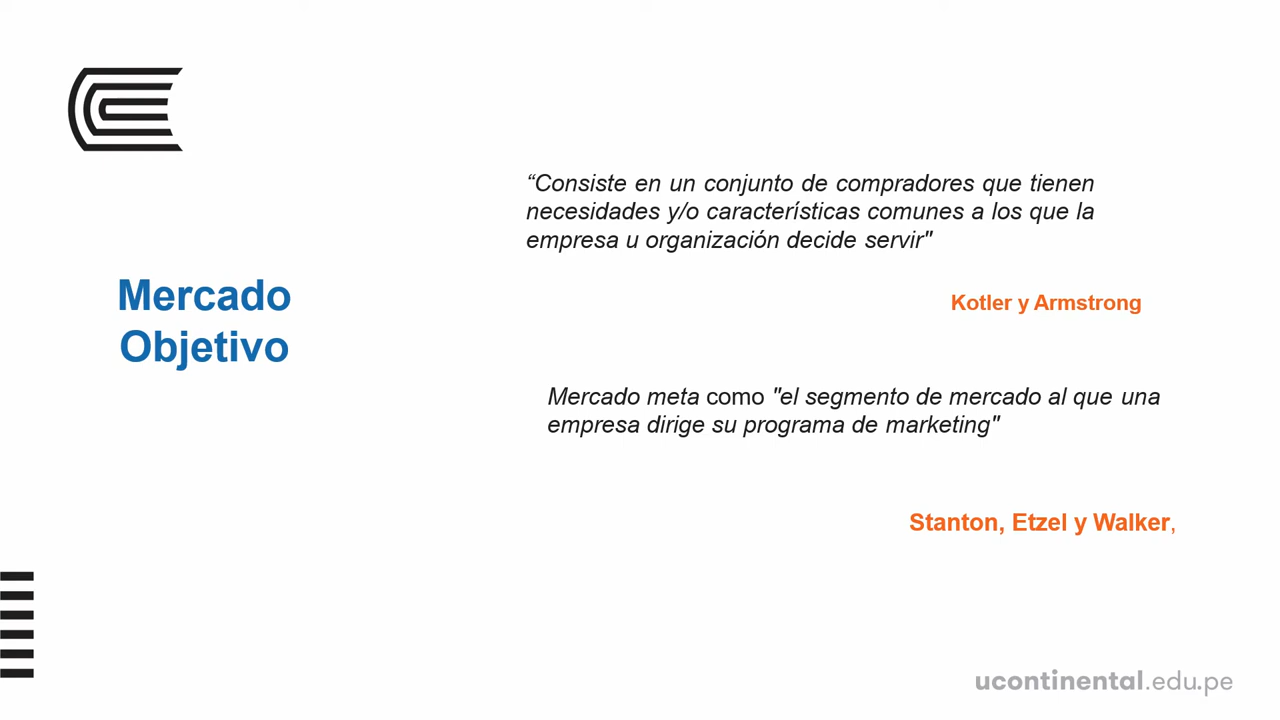 Mercado
Objetivo
“Consiste en un conjunto de compradores que tienen
necesidades y/o características comunes a los que la
empresa u organización decide servir"
Kotler y Armstrong
Mercado meta como "el segmento de mercado al que una
empresa dirige su programa de marketing"
Stanton, Etzel y Walker,
ucontinental.edu.pe